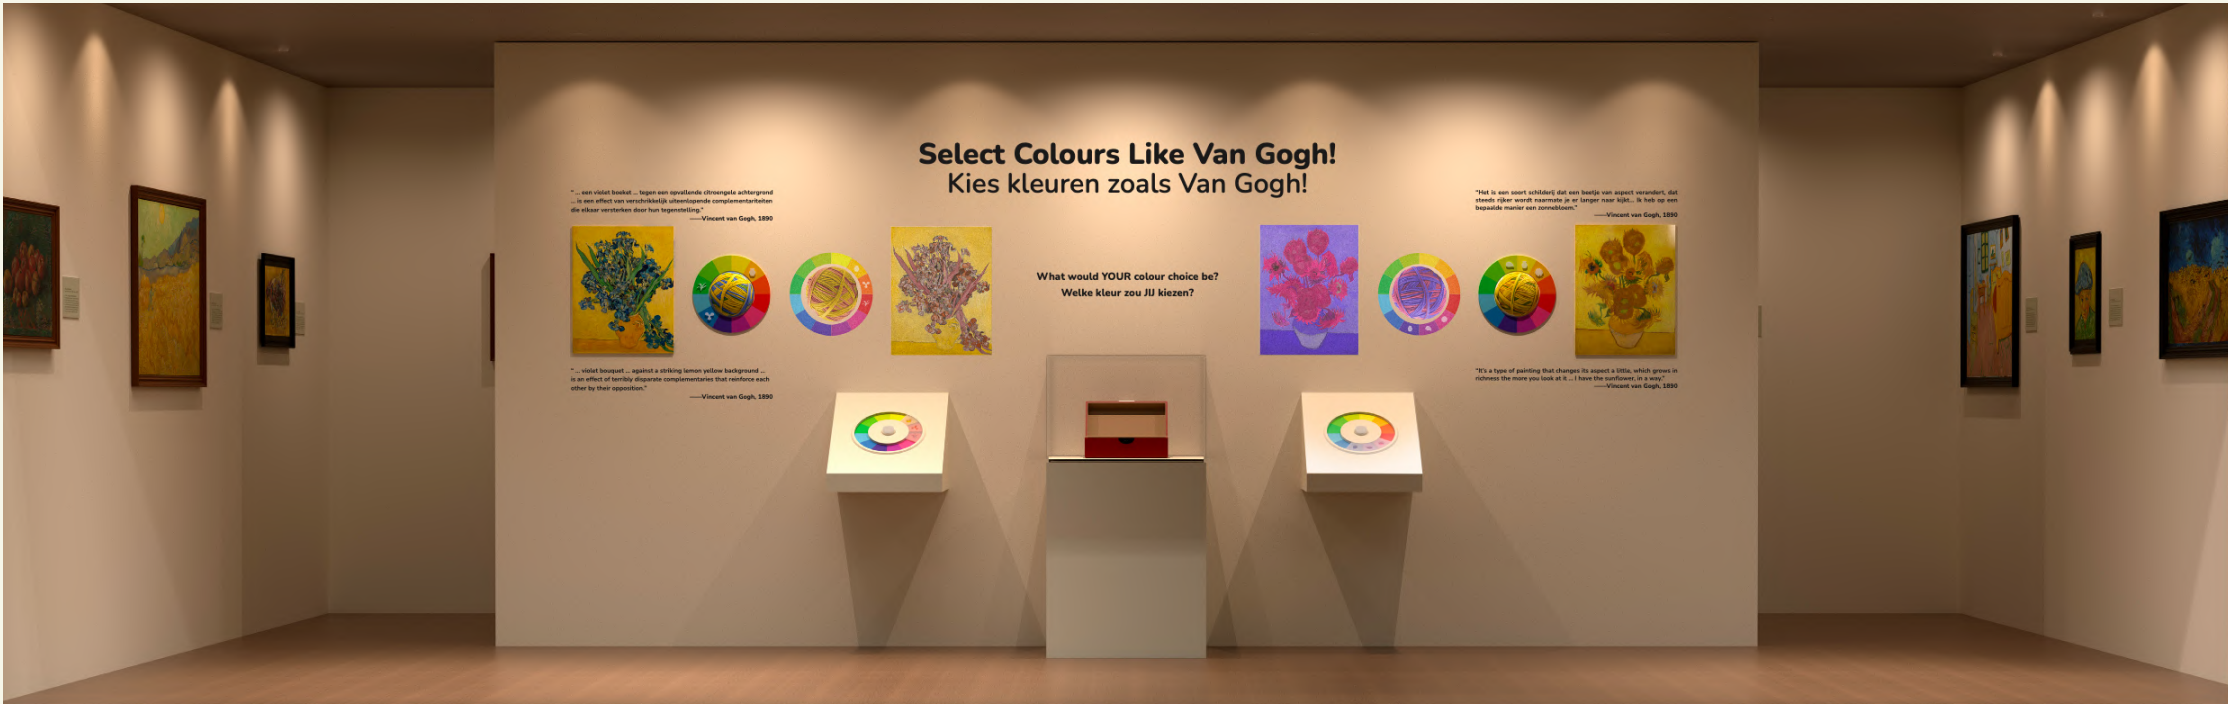 Select Colours Like Van Gogh!
Kies kleuren zoals Van Gogh!
" ... een violet boeket ... tegen een opvallende citroengele achtergrond
... is een effect van verschrikkelijk uiteenlopende complementariteiten
die elkaar versterken door hun tegenstelling."
——Vincent van Gogh, 1890
"Het is een soort schilderij dat een beetje van aspect verandert, dat
steeds rijker wordt naarmate je er langer naar kijkt... Ik heb op een
bepaalde manier een zonnebloem."
——Vincent van Gogh, 1890
What would YOUR colour choice be?
Welke kleur zou JIJ kiezen?
" ... violet bouquet ... against a striking lemon yellow background ...
is an effect of terribly disparate complementaries that reinforce each
other by their opposition."
——Vincent van Gogh, 1890
"It's a type of painting that changes its aspect a little, which grows in
richness the more you look at it ... I have the sunflower, in a way."
——Vincent van Gogh, 1890